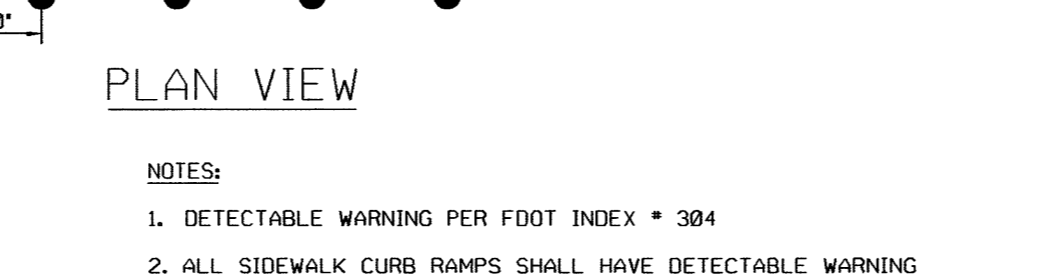 0"
PLAN VIEW
NOTES:
1. DETECTABLE WARNING PER FDOT INDEX # 304
2. ALL SIDEWALK CURB RAMPS SHALL HAVE DETECTABLE WARNING